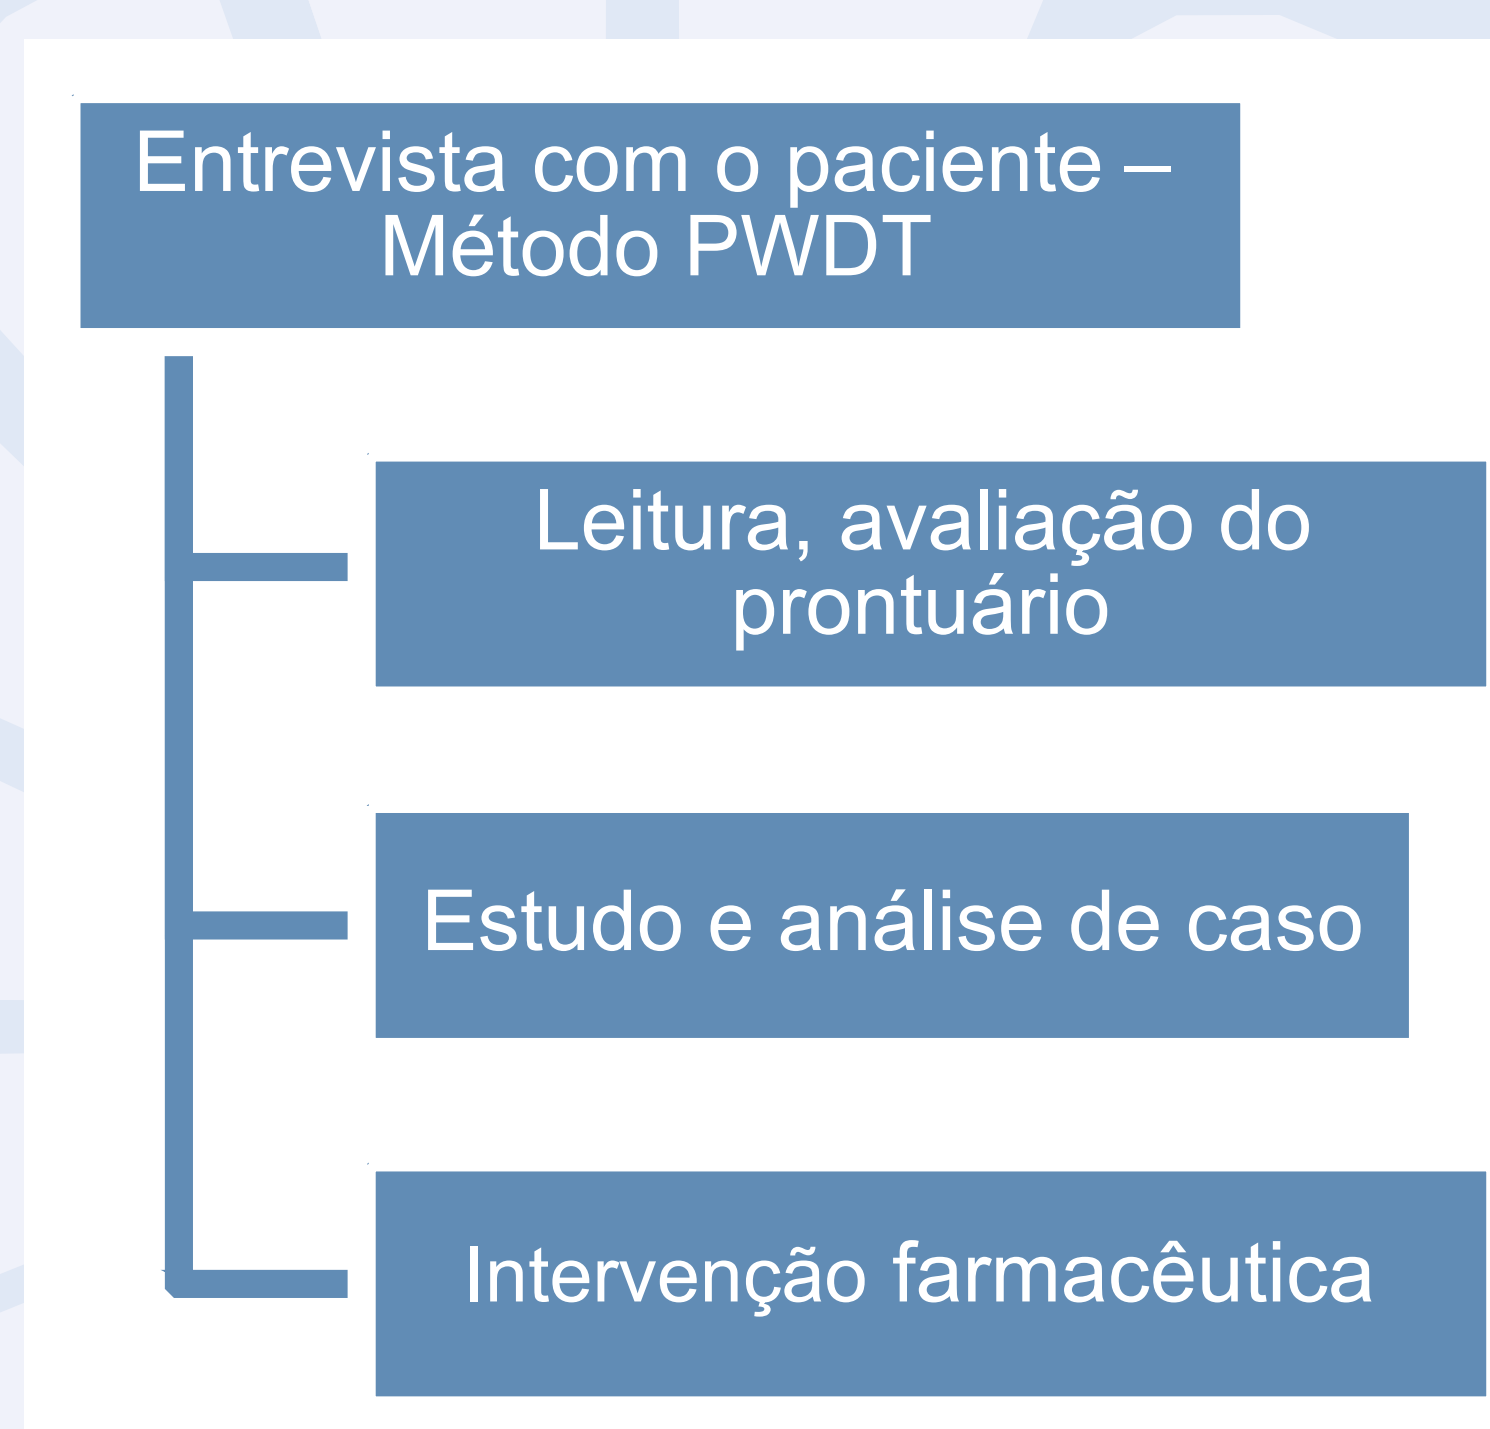 Entrevista com o paciente –
Método PWDT
Leitura, avaliação do
prontuário
Estudo e análise de caso
Intervenção farmacêutica